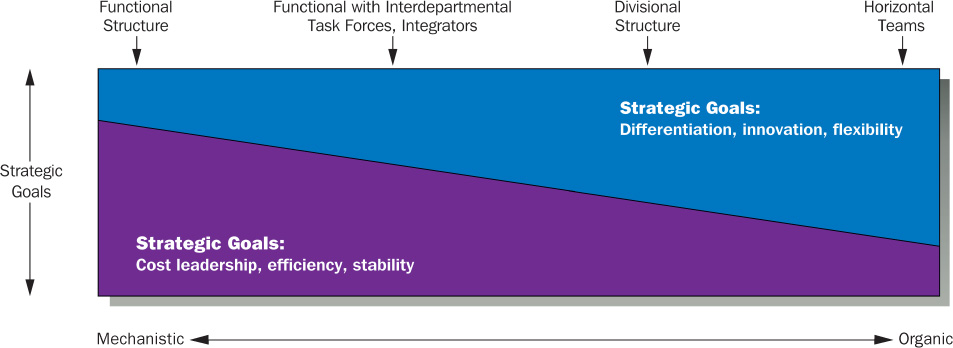 Functional
Structure
Functional with Interdepartmental
Task Forces, Integrators
Divisional
Structure
Horizontal
Teams
Strategic
Goals
Strategic Goals:
Differentiation, innovation, flexibility
Strategic Goals:
Cost leadership, efficiency, stability
Mechanistic
Organic